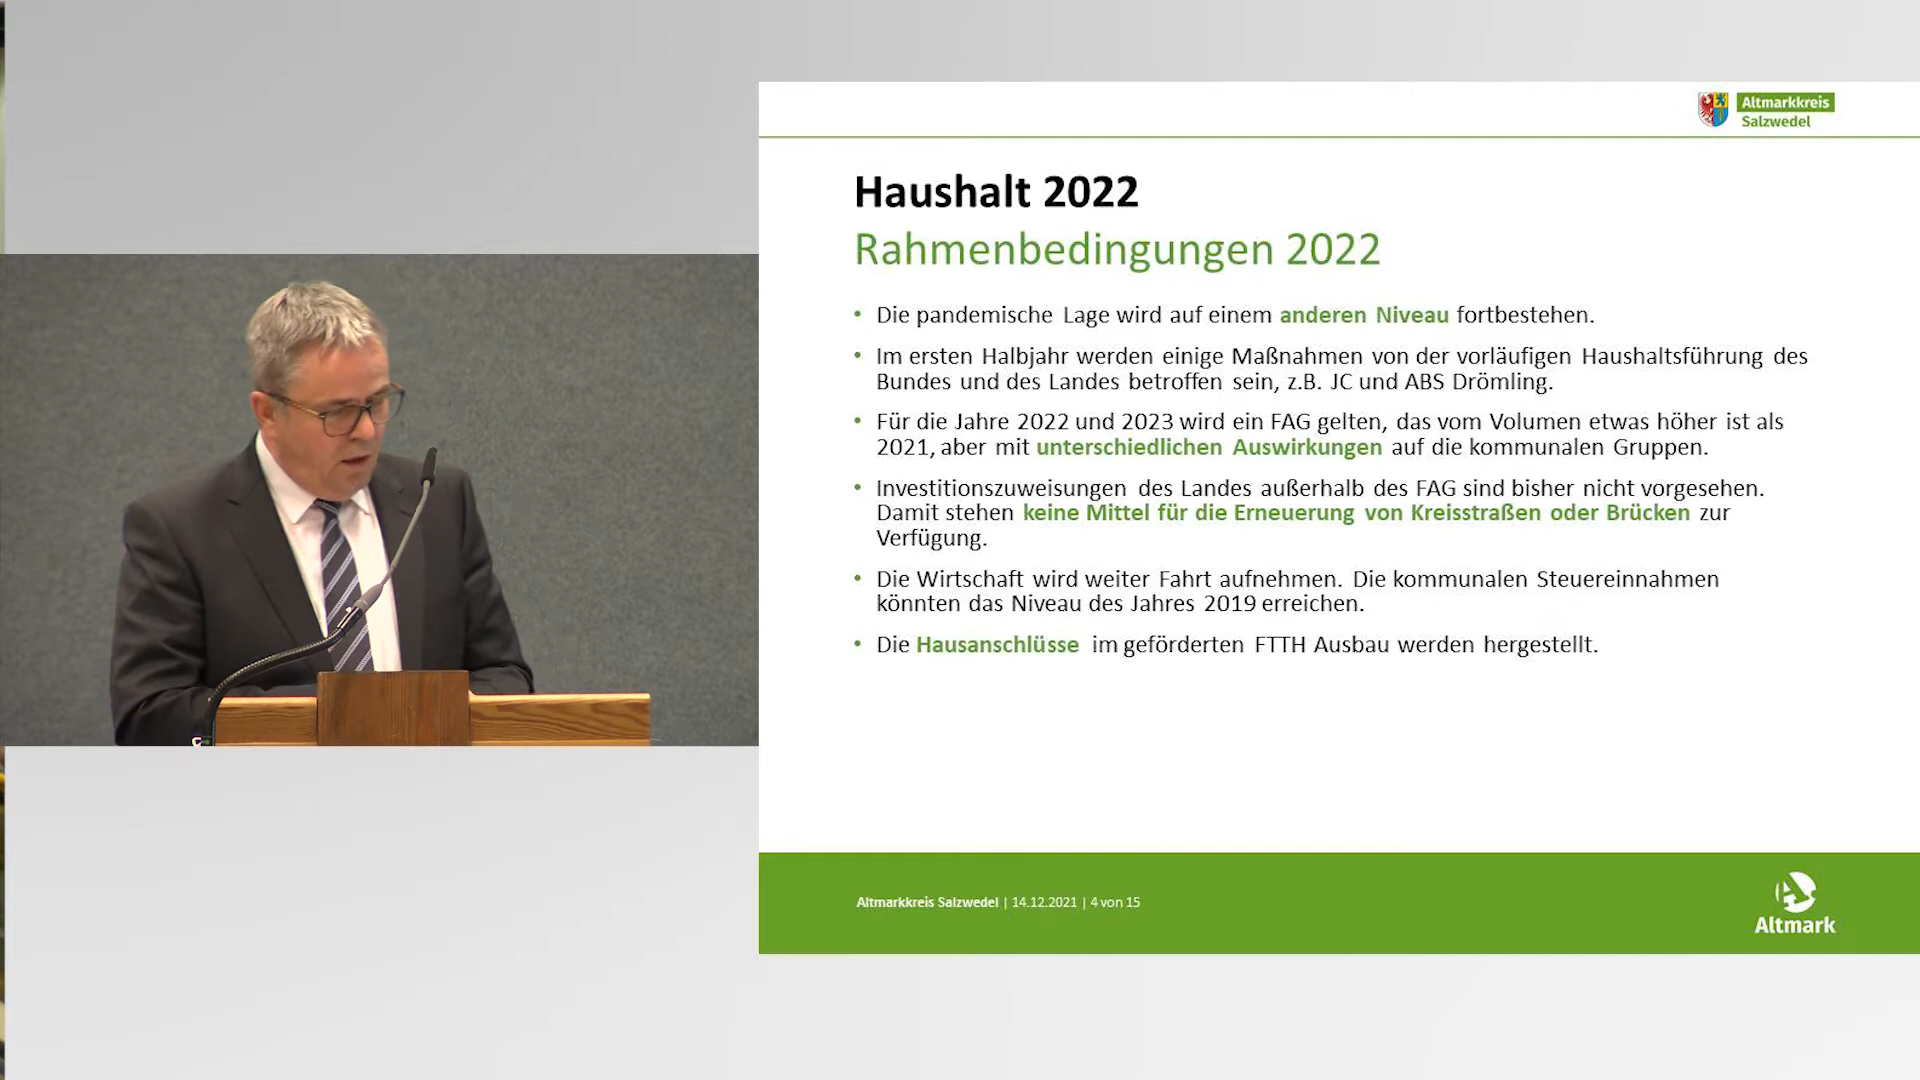 Altmarkkreis
Salzwedel
Haushalt 2022
Rahmenbedingungen 2022
• Die pandemische Lage wird auf einem anderen Niveau fortbestehen.
• Im ersten Halbjahr werden einige Maßnahmen von der vorläufigen Haushaltsführung des
Bundes und des Landes betroffen sein, z.B. JC und ABS Drömling.
• Für die Jahre 2022 und 2023 wird ein FAG gelten, das vom Volumen etwas höher ist als
2021, aber mit unterschiedlichen Auswirkungen auf die kommunalen Gruppen.
• Investitionszuweisungen des Landes außerhalb des FAG sind bisher nicht vorgesehen.
Damit stehen keine Mittel für die Erneuerung von Kreisstraßen oder Brücken zur
Verfügung.
• Die Wirtschaft wird weiter Fahrt aufnehmen. Die kommunalen Steuereinnahmen
könnten das Niveau des Jahres 2019 erreichen.
• Die Hausanschlüsse im geförderten FTTH Ausbau werden hergestellt.
Altmarkkreis Salzwedel | 14.12.2021 | 4 von 15
Altmark